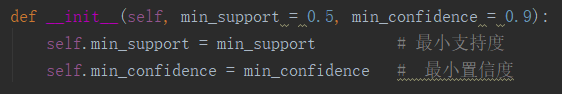 def __init__(self, min_support = 0.5, min_confidence = 0.9):
    self.min_support = min_support          # 最小支持度
    self.min_confidence = min_confidence   #  最小置信度